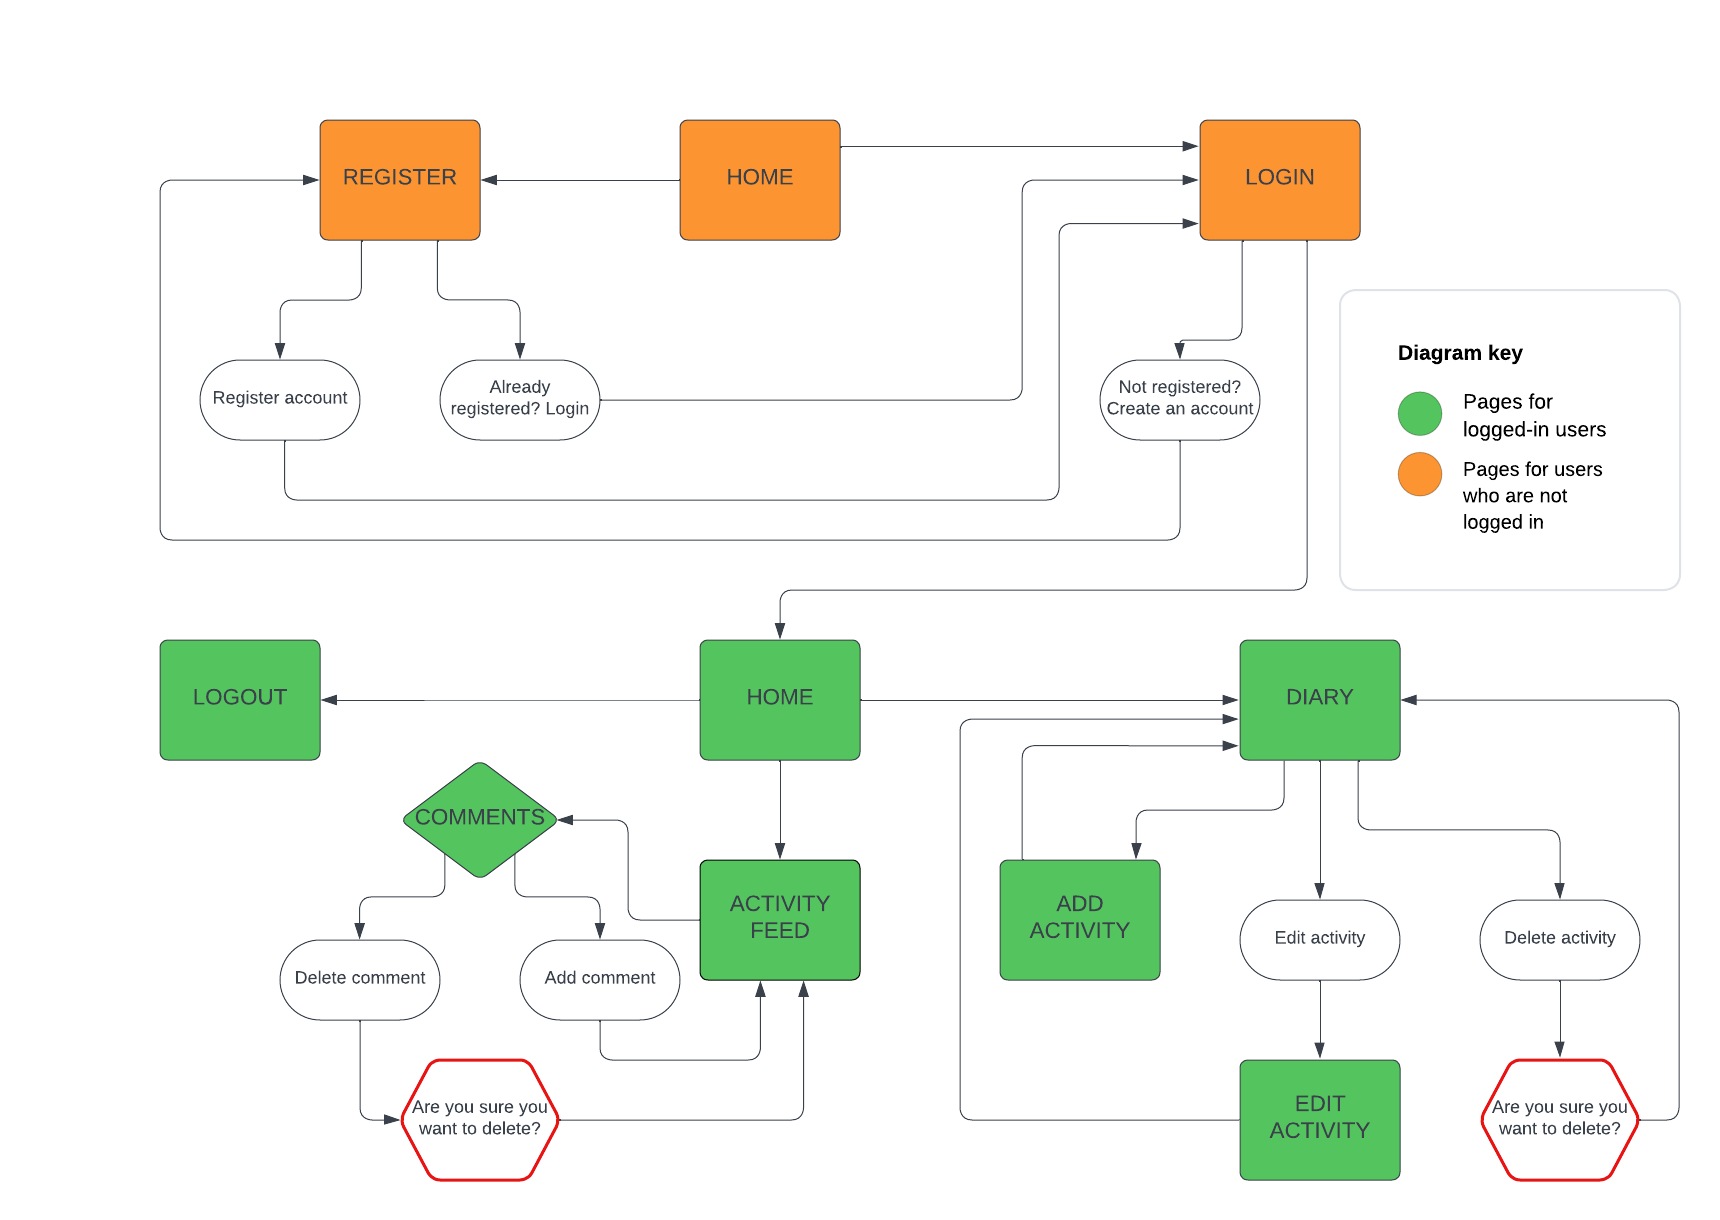 REGISTER
HOME
LOGIN
Register account
Already
registered? Login
Not registered?
Create an account
Diagram key
Pages for
logged-in users
Pages for users
who are not
logged in
LOGOUT
HOME
DIARY
COMMENTS
ACTIVITY
FEED
ADD
ACTIVITY
Edit activity
Delete activity
Delete comment
Add comment
Are you sure you
want to delete?
EDIT
ACTIVITY
Are you sure you
want to delete?